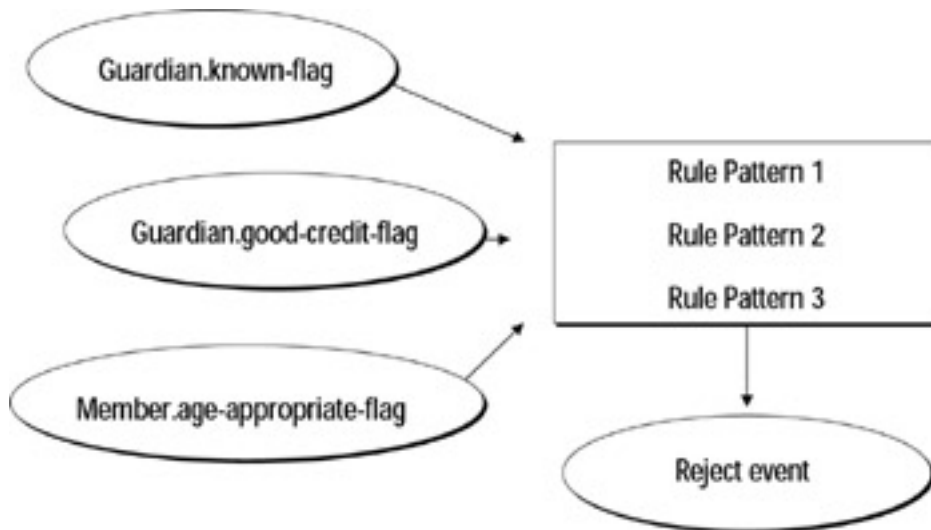 Guardian.known-flag
Guardian.good-credit-flag
Member.age-appropriate-flag
Rule Pattern 1
Rule Pattern 2
Rule Pattern 3
Reject event